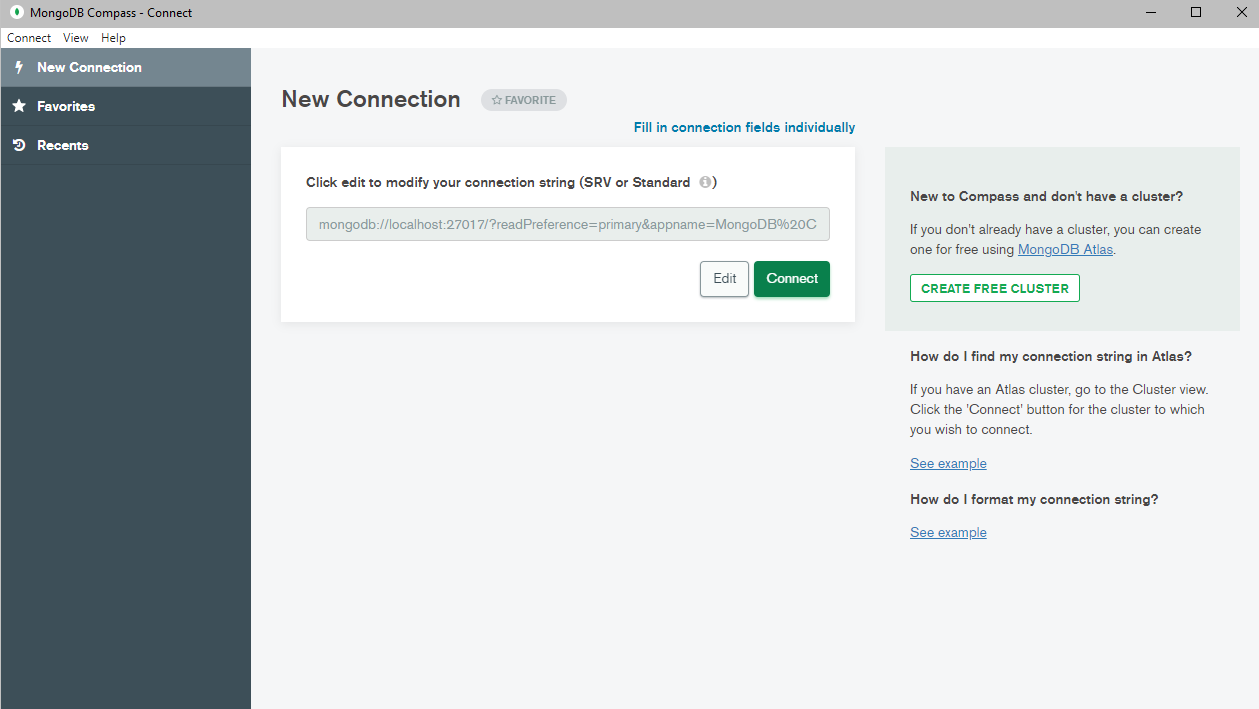 MongoDB Compass - Connect
Connect View Help
New Connection
Favorites
Recents
New Connection
FAVORITE
Fill in connection fields individually
Click edit to modify your connection string (SRV or Standard )
mongodb://localhost:27017/?readPreference=primary&appname=MongoDB%20C
Edit
Connect
New to Compass and don't have a cluster?
If you don't already have a cluster, you can create
one for free using MongoDB Atlas.
CREATE FREE CLUSTER
How do I find my connection string in Atlas?
If you have an Atlas cluster, go to the Cluster view.
Click the 'Connect' button for the cluster to which
you wish to connect.
See example
How do I format my connection string?
See example